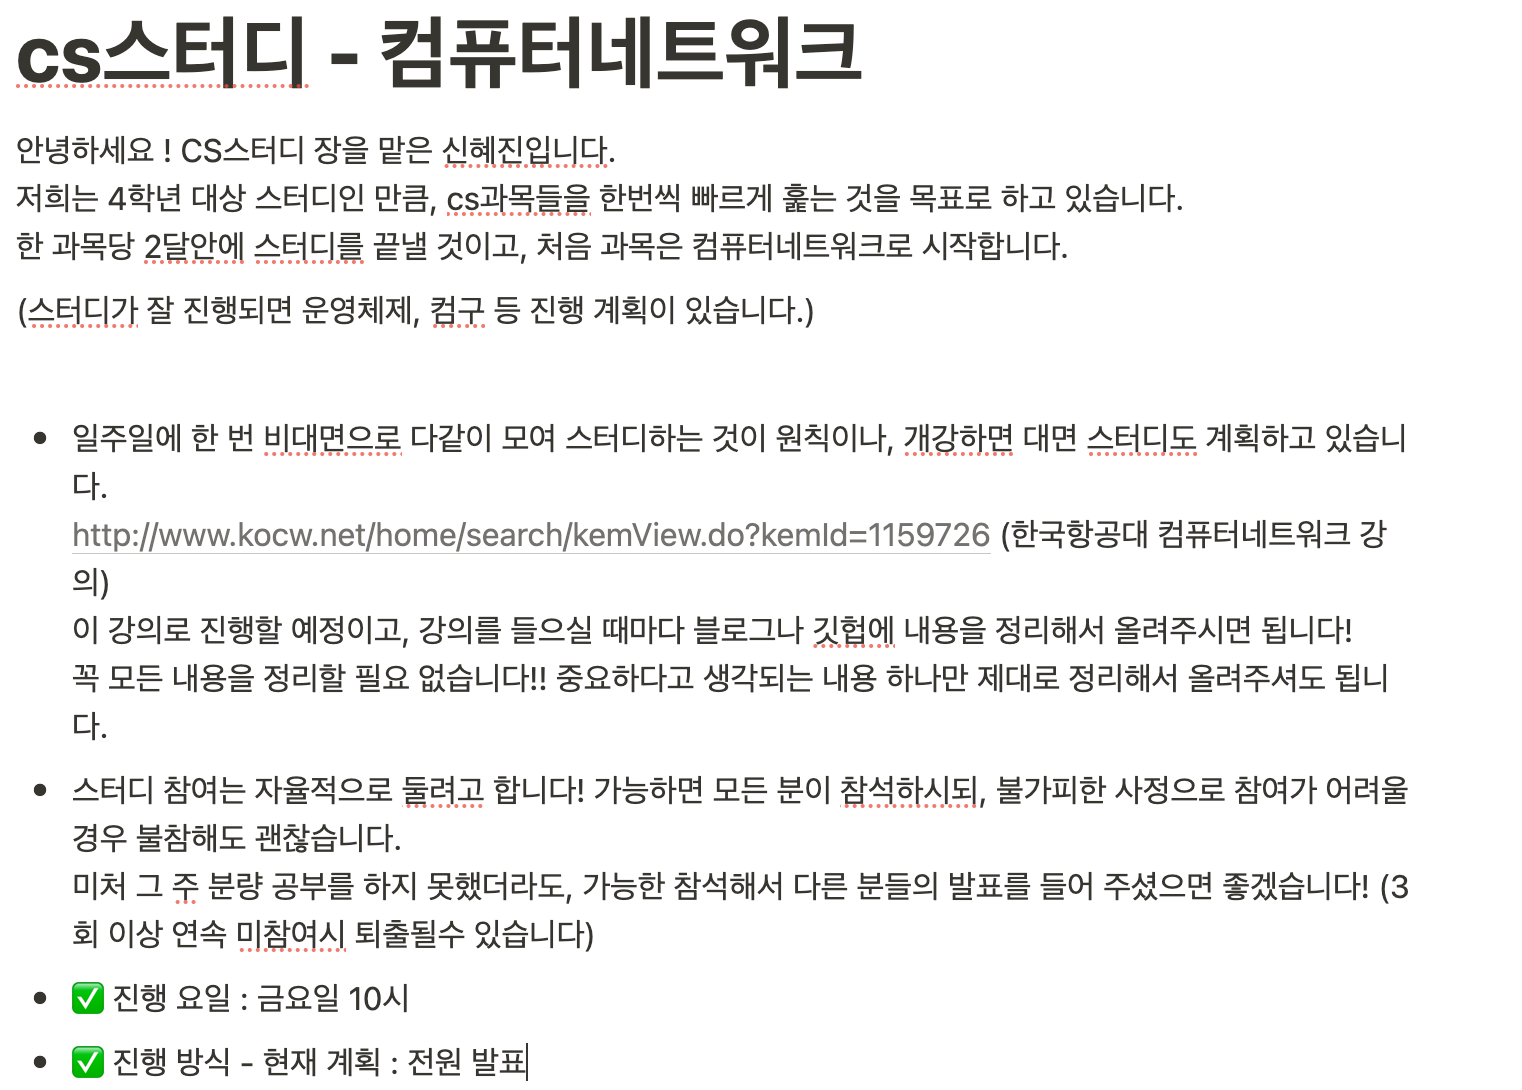 cs스터디 - 컴퓨터네트워크
안녕하세요 ! CS스터디 장을 맡은 신혜진입니다.
저희는 4학년 대상 스터디인 만큼, cs과목들을 한번씩 빠르게 훑는 것을 목표로 하고 있습니다.
한 과목당 2달안에 스터디를 끝낼 것이고, 처음 과목은 컴퓨터네트워크로 시작합니다.
(스터디가 잘 진행되면 운영체제, 컴구 등 진행 계획이 있습니다.)
• 일주일에 한 번 비대면으로 다같이 모여 스터디하는 것이 원칙이나, 개강하면 대면 스터디도 계획하고 있습니
다.
http://www.kocw.net/home/search/kemView.do?kemId=1159726 (한국항공대 컴퓨터네트워크 강
의)
이 강의로 진행할 예정이고, 강의를 들으실 때마다 블로그나 깃헙에 내용을 정리해서 올려주시면 됩니다!
꼭 모든 내용을 정리할 필요 없습니다!! 중요하다고 생각되는 내용 하나만 제대로 정리해서 올려주셔도 됩니
다.
• 스터디 참여는 자율적으로 둘려고 합니다! 가능하면 모든 분이 참석하시되, 불가피한 사정으로 참여가 어려울
경우 불참해도 괜찮습니다.
미처 그 주 분량 공부를 하지 못했더라도, 가능한 참석해서 다른 분들의 발표를 들어 주셨으면 좋겠습니다! (3
회 이상 연속 미참여시 퇴출될수 있습니다)
• ✅ 진행 요일 : 금요일 10시
• ✅ 진행 방식 - 현재 계획 : 전원 발표